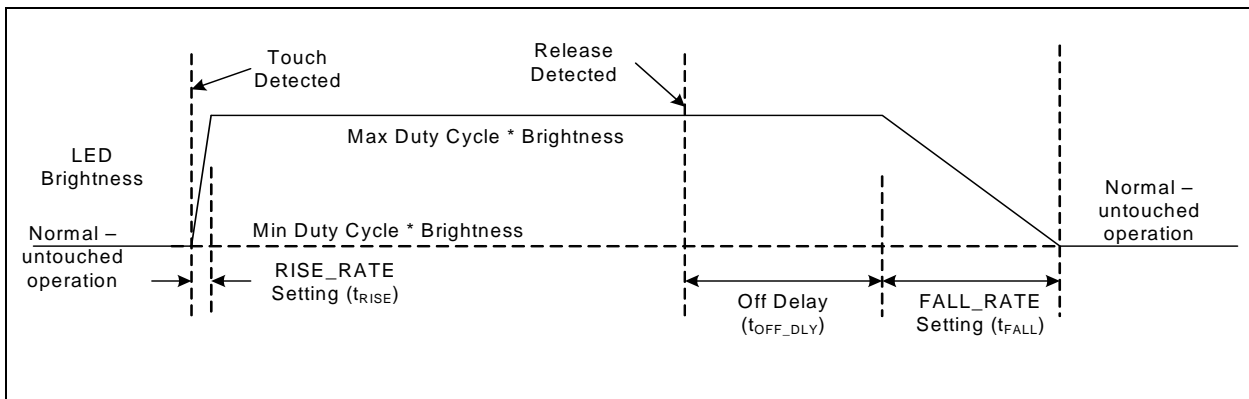 Touch
Detected
Release
Detected
Max Duty Cycle * Brightness
LED
Brightness
Normal –
untouched
operation
Min Duty Cycle * Brightness
Normal –
untouched
operation
RISE_RATE
Setting (tRISE)
Off Delay
(tOFF_DLY)
FALL_RATE
Setting (tFALL)